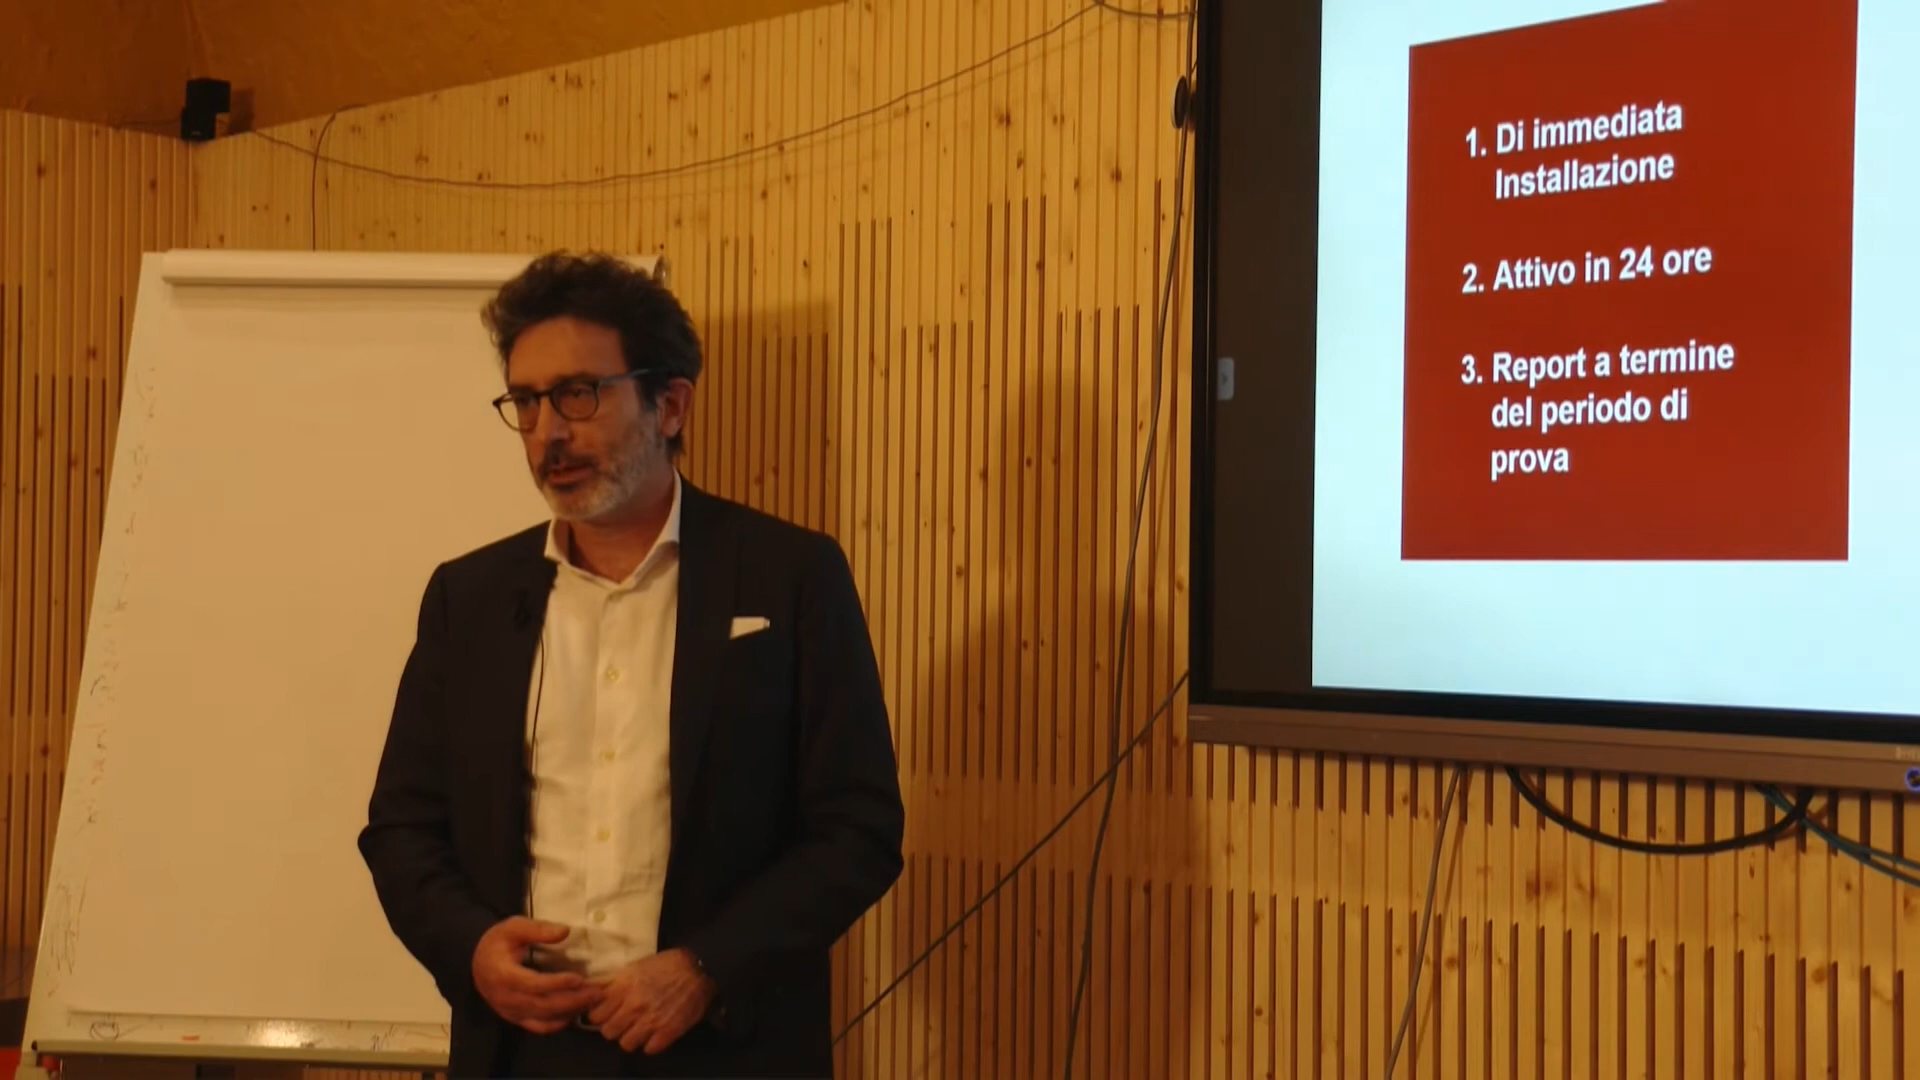 1. Di immediata
Installazione
2. Attivo in 24 ore
3. Report a termine
del periodo di
prova